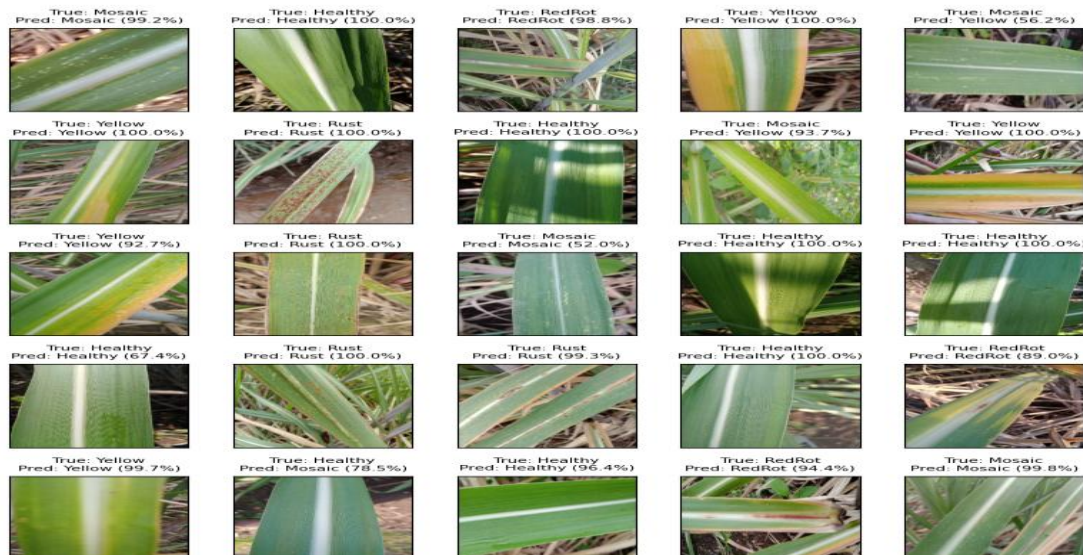 True: Mosaic
Pred: Mosaic (99.2%)
True: Healthy
Pred: Healthy (100.0%)
True: RedRot
Pred: RedRot (98.8%)
True: Yellow
Pred: Yellow (100.0%)
True: Mosaic
Pred: Yellow (56.2%)
True: Yellow
Pred: Yellow (100.0%)
True: Rust
Pred: Rust (100.0%)
True: Healthy
Pred: Healthy (100.0%)
True: Mosaic
Pred: Yellow (93.7%)
True: Yellow
Pred: Yellow (100.0%)
True: Yellow
Pred: Yellow (92.7%)
True: Rust
Pred: Rust (100.0%)
True: Mosaic
Pred: Mosaic (52.0%)
True: Healthy
Pred: Healthy (100.0%)
True: Healthy
Pred: Healthy (100.0%)
True: Healthy
Pred: Healthy (67.4%)
True: Rust
Pred: Rust (100.0%)
True: Rust
Pred: Rust (99.3%)
True: Healthy
Pred: Healthy (100.0%)
True: RedRot
Pred: RedRot (89.0%)
True: Yellow
Pred: Yellow (99.7%)
True: Healthy
Pred: Mosaic (78.5%)
True: Healthy
Pred: Healthy (96.4%)
True: RedRot
Pred: RedRot (94.4%)
True: Mosaic
Pred: Mosaic (99.8%)